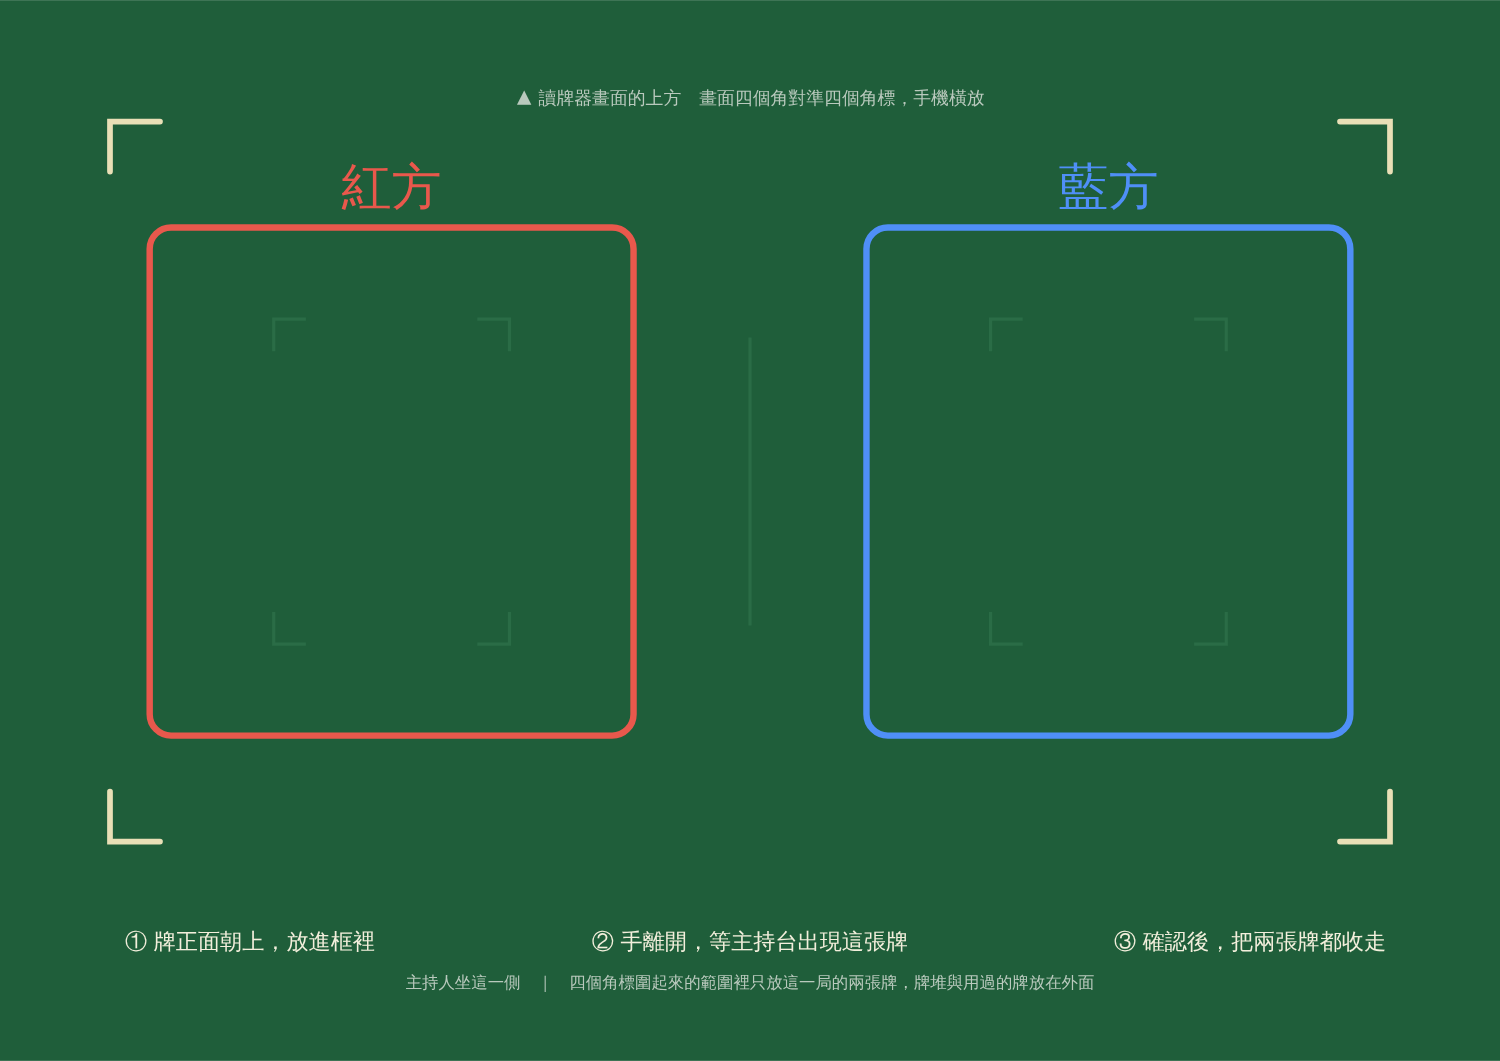 ▲ 讀牌器畫面的上方　畫面四個角對準四個角標，手機橫放
紅方
藍方
① 牌正面朝上，放進框裡
② 手離開，等主持台出現這張牌
③ 確認後，把兩張牌都收走
主持人坐這一側　｜　四個角標圍起來的範圍裡只放這一局的兩張牌，牌堆與用過的牌放在外面